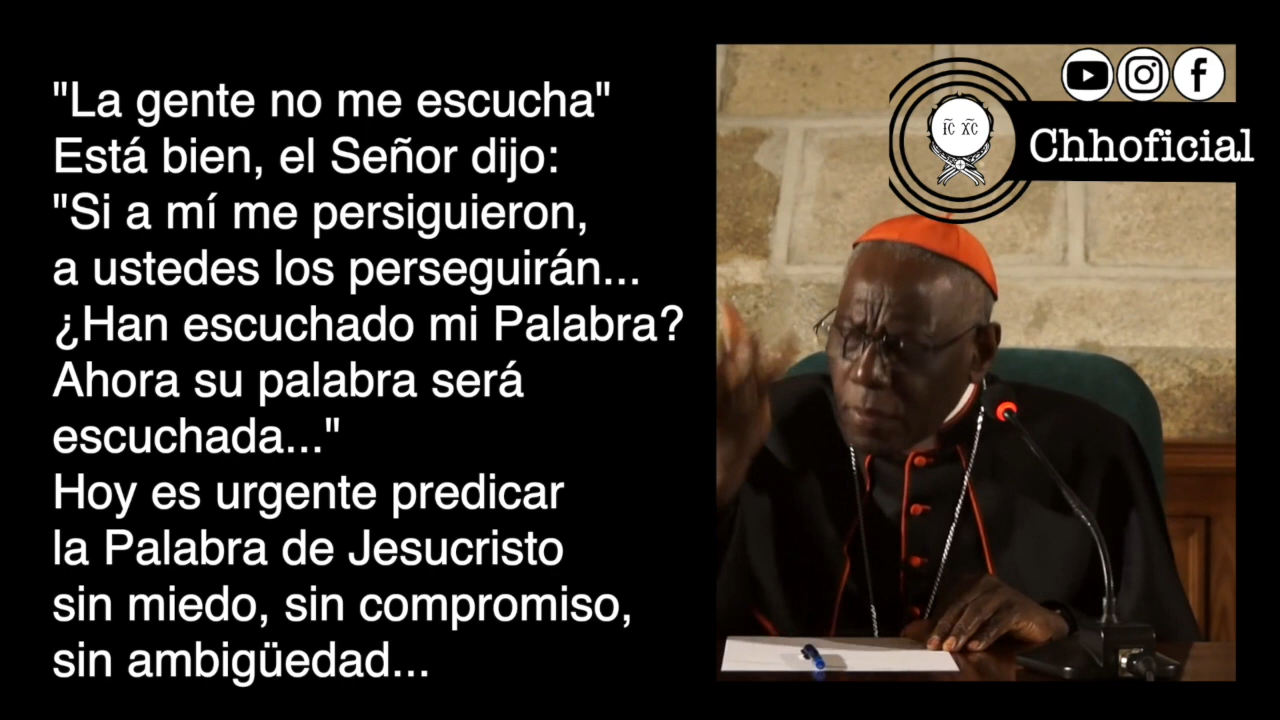 "La gente no me escucha"
Está bien, el Señor dijo:
"Si a mí me persiguieron,
a ustedes los perseguirán...
¿Han escuchado mi Palabra?
Ahora su palabra será
escuchada..."
Hoy es urgente predicar
la Palabra de Jesucristo
sin miedo, sin compromiso,
sin ambigüedad...
IC XC
Chhoficial